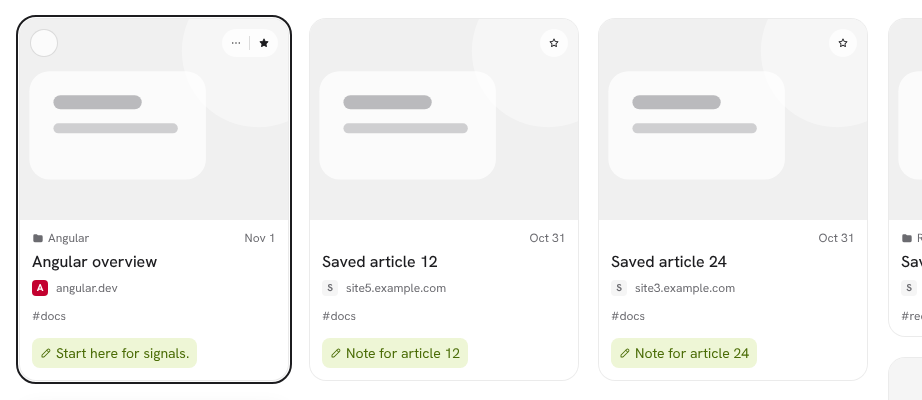 Angular
Nov 1
Angular overview
A
angular.dev
#docs
Start here for signals.
Oct 31
Saved article 12
S
site5.example.com
#docs
Note for article 12
Oct 31
Saved article 24
S
site3.example.com
#docs
Note for article 24
S